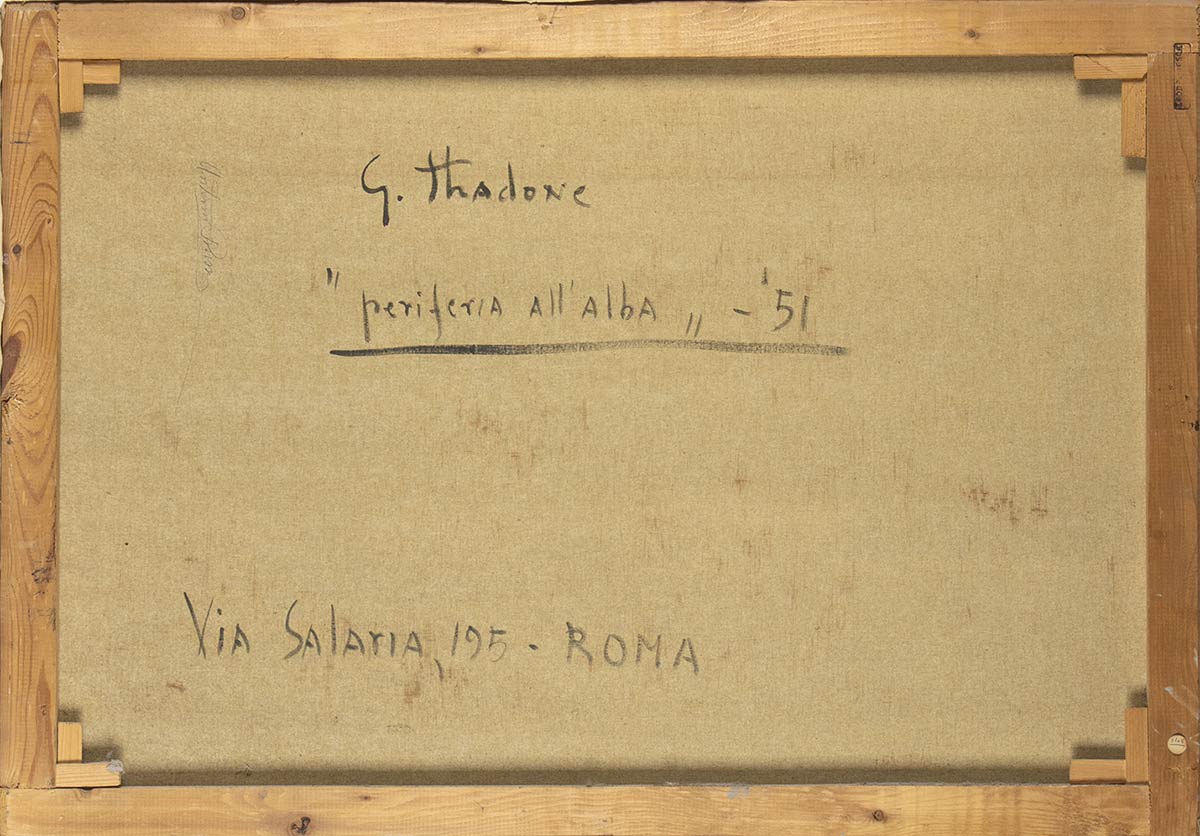 G. Thadone
" periferia all'alba „ - '51
Via Salaria, 195 - ROMA